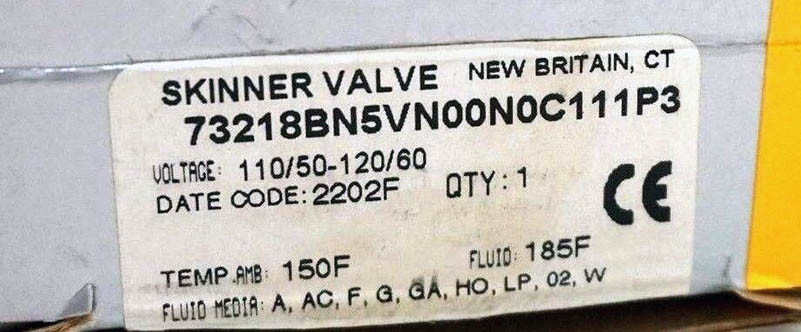 SKINNER VALVE NEW BRITAIN, CT
73218BN5VN00N0C111P3
VOLTAGE: 110/50-120/60
DATE CODE: 2202F QTY: 1
CE
TEMP.AMB: 150F FLUID: 185F
FLUID MEDIA: A, AC, F, G, GA, HO, LP, 02, W